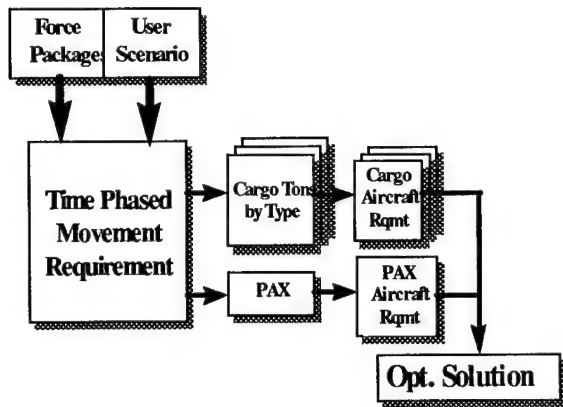 Force
Packages
User
Scenario
Time Phased
Movement
Requirement
Cargo Tons
by Type
Cargo
Aircraft
Rqmt
PAX
PAX
Aircraft
Rqmt
Opt. Solution